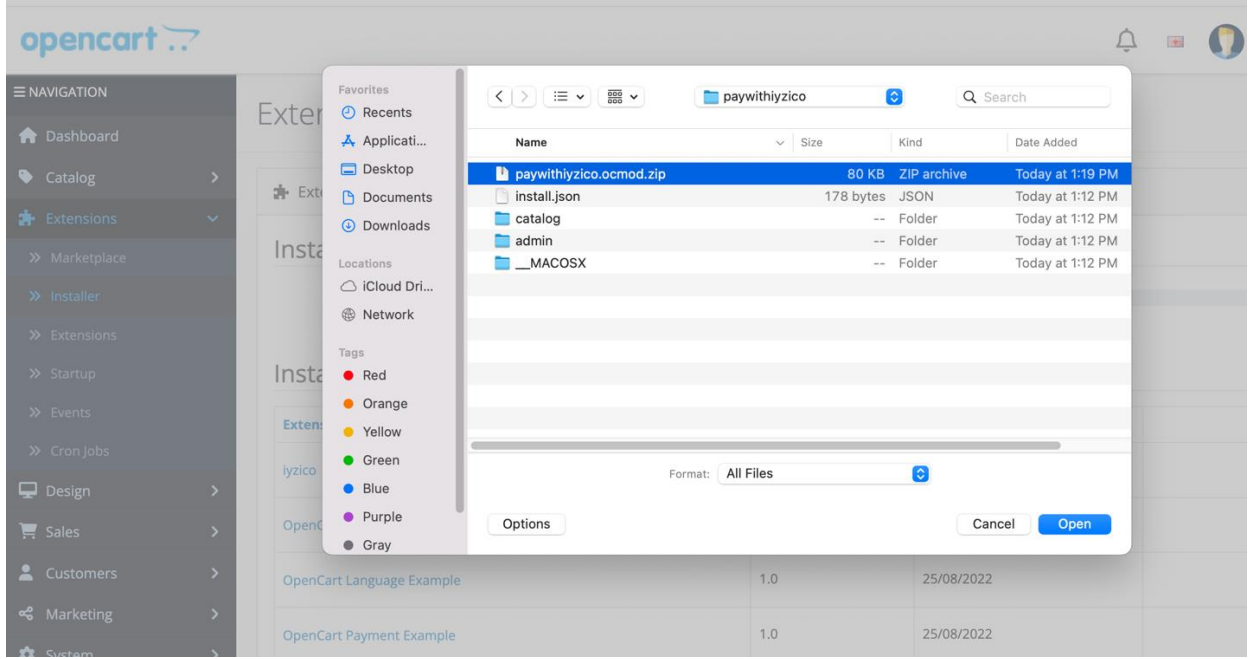 opencart
NAVIGATION
Dashboard
Catalog
Extensions
Marketplace
Installer
Extensions
Startup
Events
Cron Jobs
Design
Sales
Customers
Marketing
System
Exter
Exte
Insta
Insta
Extens
iyzico
OpenC
OpenCart Language Example 1.0 25/08/2022
OpenCart Payment Example 1.0 25/08/2022
Favorites
Recents
Applicati...
Desktop
Documents
Downloads
Locations
iCloud Dri...
Network
Tags
Red
Orange
Yellow
Green
Blue
Purple
Gray
paywithiyzico
Search
Name Size Kind Date Added
paywithiyzico.ocmod.zip 80 KB ZIP archive Today at 1:19 PM
install.json 178 bytes JSON Today at 1:12 PM
catalog -- Folder Today at 1:12 PM
admin -- Folder Today at 1:12 PM
__MACOSX -- Folder Today at 1:12 PM
Format: All Files
Options Cancel Open